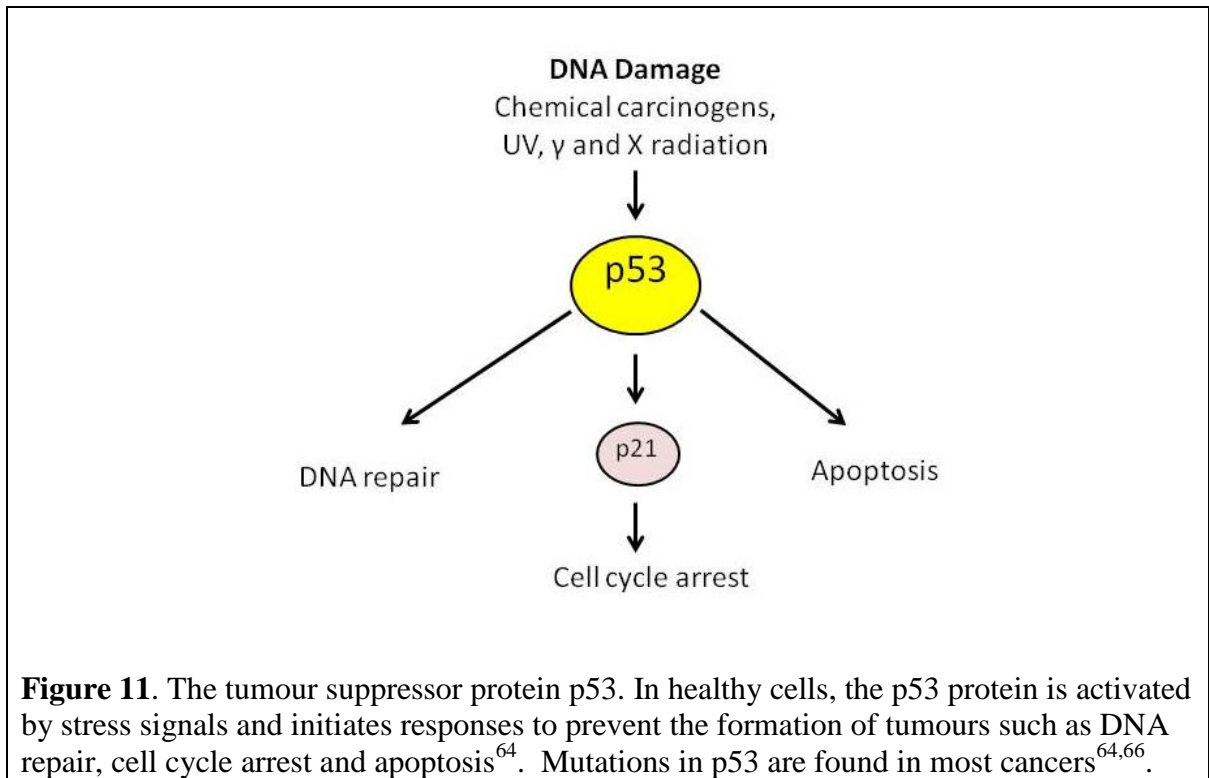 DNA Damage
Chemical carcinogens,
UV, γ and X radiation
p53
DNA repair
p21
Apoptosis
Cell cycle arrest
Figure 11. The tumour suppressor protein p53. In healthy cells, the p53 protein is activated
by stress signals and initiates responses to prevent the formation of tumours such as DNA
repair, cell cycle arrest and apoptosis64. Mutations in p53 are found in most cancers64,66.